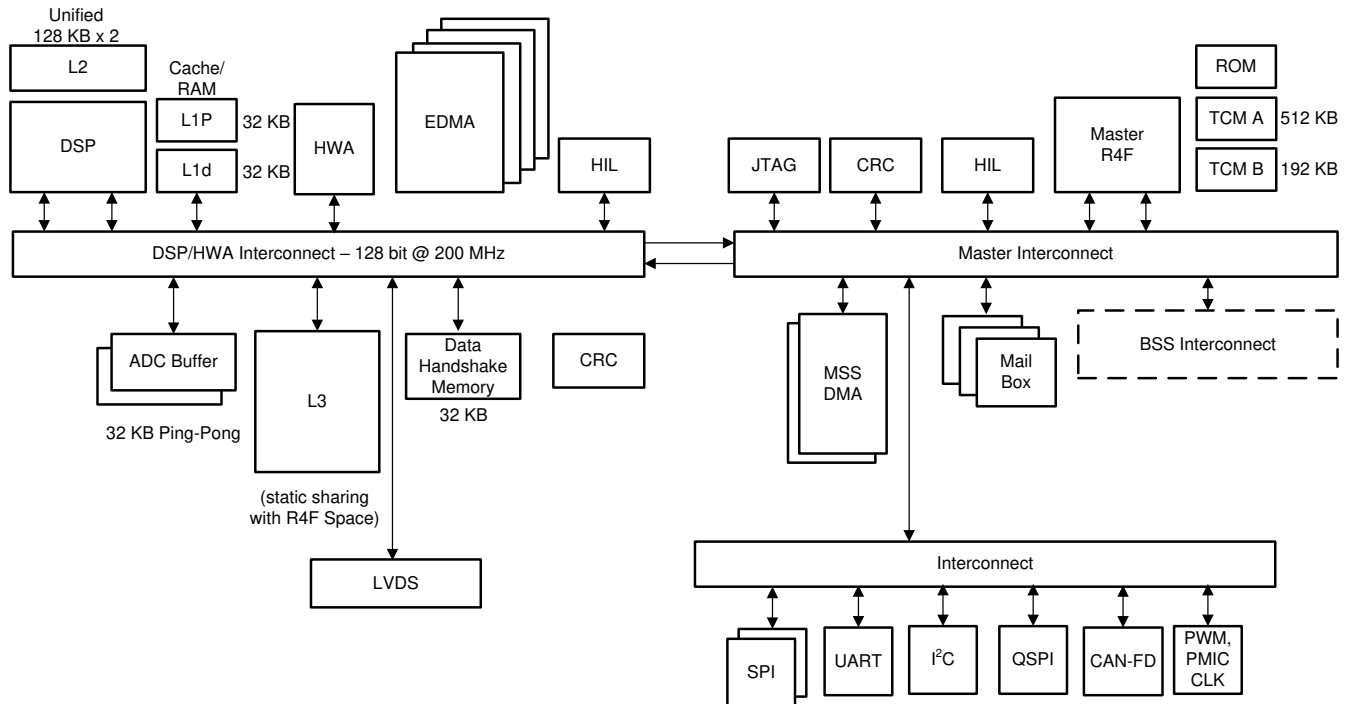 Unified
128 KB x 2
L2
Cache/
RAM
DSP
L1P
32 KB
L1d
32 KB
HWA
EDMA
HIL
JTAG
CRC
HIL
Master
R4F
ROM
TCM A
512 KB
TCM B
192 KB
DSP/HWA Interconnect – 128 bit @ 200 MHz
Master Interconnect
ADC Buffer
32 KB Ping-Pong
L3
(static sharing
with R4F Space)
Data
Handshake
Memory
32 KB
CRC
LVDS
MSS
DMA
Mail
Box
BSS Interconnect
Interconnect
SPI
UART
I²C
QSPI
CAN-FD
PWM,
PMIC
CLK